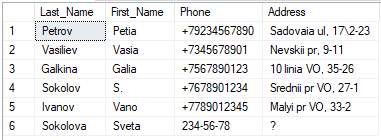 Last_Name First_Name Phone Address
1 Petrov Petia +79234567890 Sadovaia ul, 17\2-23
2 Vasiliev Vasia +7345678901 Nevskii pr, 9-11
3 Galkina Galia +7567890123 10 linia VO, 35-26
4 Sokolov S. +7678901234 Srednii pr VO, 27-1
5 Ivanov Vano +7789012345 Malyi pr VO, 33-2
6 Sokolova Sveta 234-56-78 ?